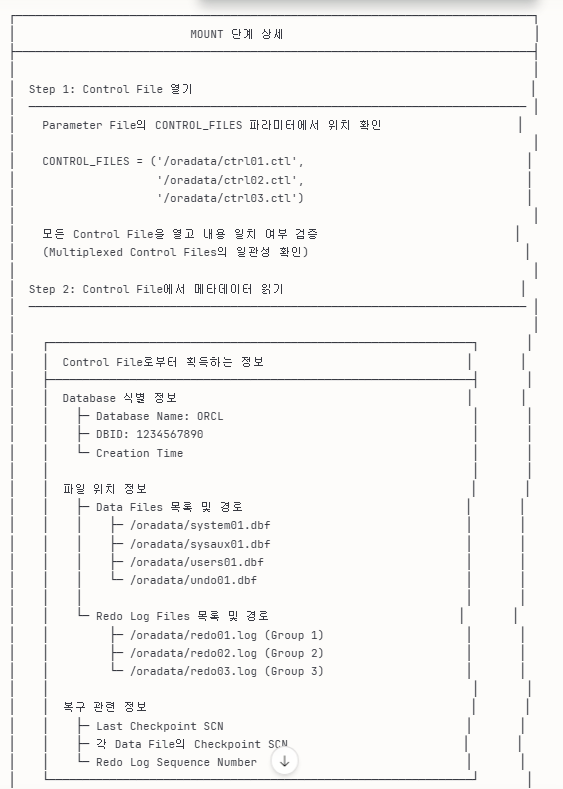 MOUNT 단계 상세
Step 1: Control File 열기
Parameter File의 CONTROL_FILES 파라미터에서 위치 확인
CONTROL_FILES = ('/oradata/ctrl01.ctl',
'/oradata/ctrl02.ctl',
'/oradata/ctrl03.ctl')
모든 Control File을 열고 내용 일치 여부 검증
(Multiplexed Control Files의 일관성 확인)
Step 2: Control File에서 메타데이터 읽기
Control File로부터 획득하는 정보
Database 식별 정보
├─ Database Name: ORCL
├─ DBID: 1234567890
└─ Creation Time
파일 위치 정보
├─ Data Files 목록 및 경로
│ ├─ /oradata/system01.dbf
│ ├─ /oradata/sysaux01.dbf
│ ├─ /oradata/users01.dbf
│ └─ /oradata/undo01.dbf
└─ Redo Log Files 목록 및 경로
├─ /oradata/redo01.log (Group 1)
├─ /oradata/redo02.log (Group 2)
└─ /oradata/redo03.log (Group 3)
복구 관련 정보
├─ Last Checkpoint SCN
├─ 각 Data File의 Checkpoint SCN
└─ Redo Log Sequence Number